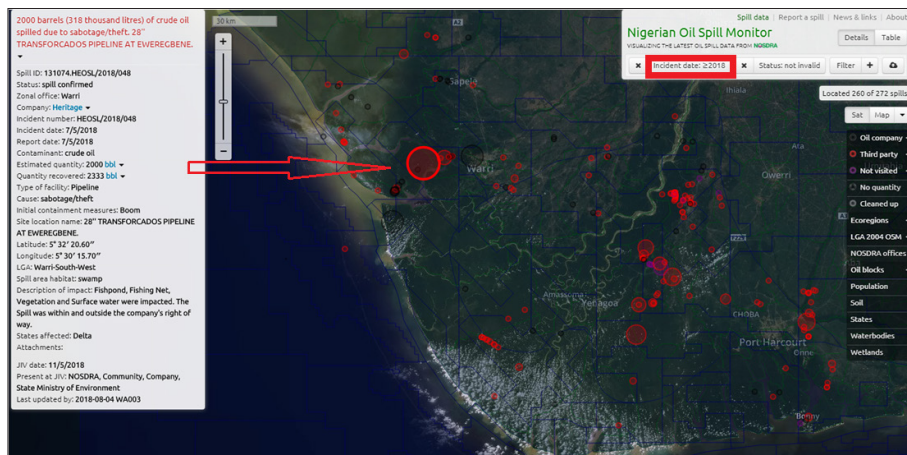 2000 barrels (318 thousand litres) of crude oil
spilled due to sabotage/theft. 28''
TRANSFORCADOS PIPELINE AT EWEREGBENE.
Spill ID: 131074.HEOSL/2018/048
Status: spill confirmed
Zonal office: Warri
Company: Heritage
Incident number: HEOSL/2018/048
Incident date: 7/5/2018
Report date: 7/5/2018
Contaminant: crude oil
Estimated quantity: 2000 bbl
Quantity recovered: 2333 bbl
Type of facility: Pipeline
Cause: sabotage/theft
Initial containment measures: Boom
Site location name: 28'' TRANSFORCADOS PIPELINE
AT EWEREGBENE.
Latitude: 5° 32′ 20.60″
Longitude: 5° 30′ 15.70″
LGA: Warri-South-West
Spill area habitat: swamp
Description of impact: Fishpond, Fishing Net,
Vegetation and Surface water were impacted. The
Spill was within and outside the company's right of
way.
States affected: Delta
Attachments:
JIV date: 11/5/2018
Present at JIV: NOSDRA, Community, Company,
State Ministry of Environment
Last updated by: 2018-08-04 WA003
30 km
+
−
A2
Sapele
Warri
Amassoma
Yenagoa
Ihiala
Ara
Owerri
A3
CHOBA
Port Harcourt
Onne
Bonny
Spill data | Report a spill | News & links | About
Nigerian Oil Spill Monitor
VISUALIZING THE LATEST OIL SPILL DATA FROM NOSDRA
Details
Table
× Incident date: ≥2018
× Status: not invalid
Filter +
Located 260 of 272 spills
Sat
Map
Oil company
Third party
Not visited
No quantity
Cleaned up
Ecoregions
LGA 2004 OSM
NOSDRA offices
Oil blocks
Population
Soil
States
Waterbodies
Wetlands